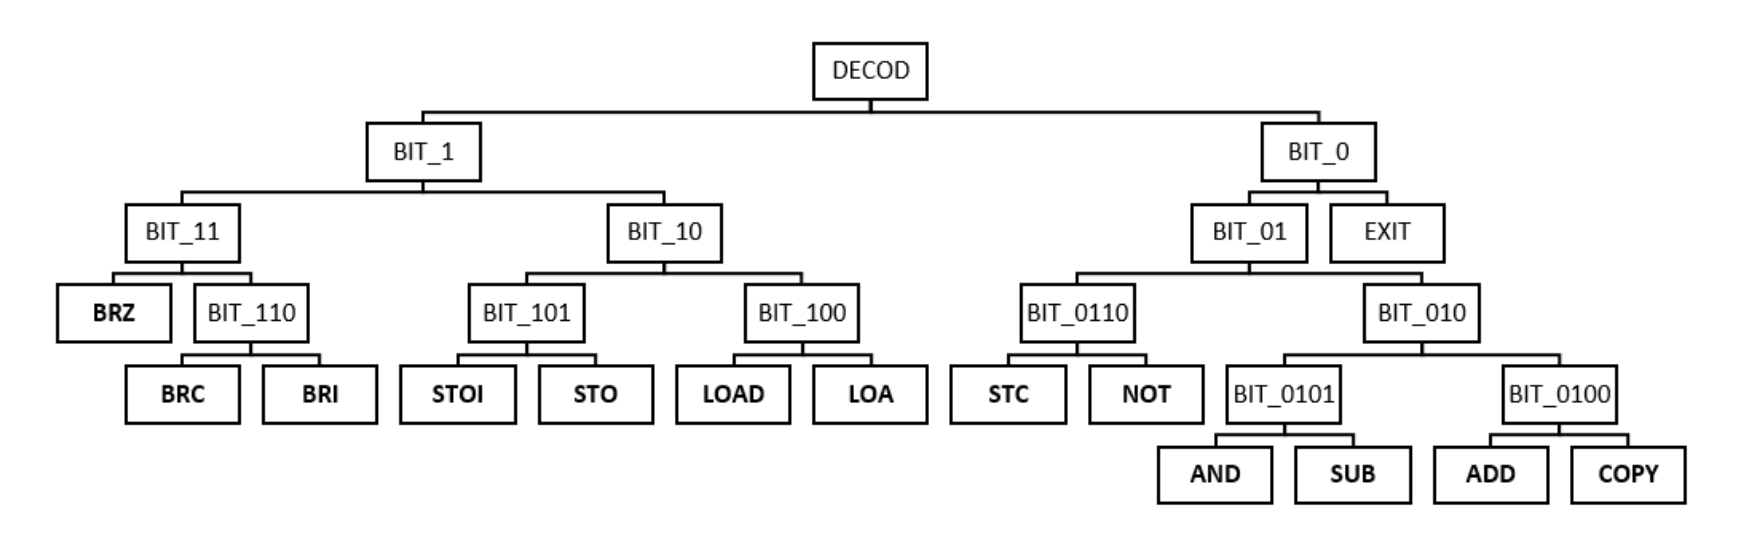 DECOD
BIT_1
BIT_0
BIT_11
BIT_10
BIT_01
EXIT
BRZ
BIT_110
BIT_101
BIT_100
BIT_0110
BIT_010
BRC
BRI
STOI
STO
LOAD
LOA
STC
NOT
BIT_0101
BIT_0100
AND
SUB
ADD
COPY